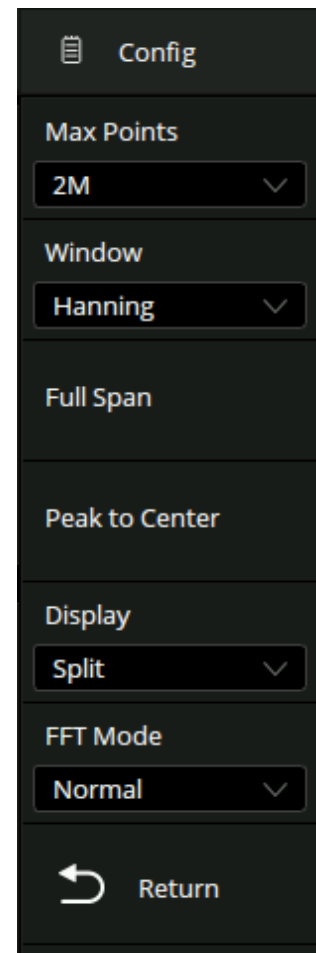 Config
Max Points
2M
Window
Hanning
Full Span
Peak to Center
Display
Split
FFT Mode
Normal
Return